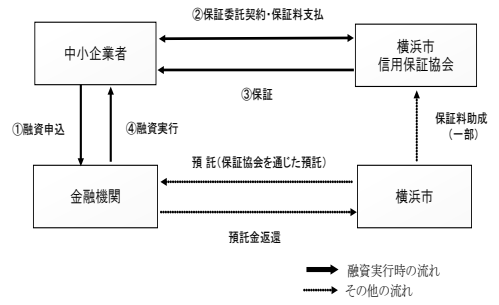 ②保証委託契約・保証料支払
中小企業者
横浜市
信用保証協会
③保証
①融資申込
④融資実行
保証料助成
（一部）
預 託（保証協会を通じた預託）
金融機関
横浜市
預託金返還
融資実行時の流れ
その他の流れ